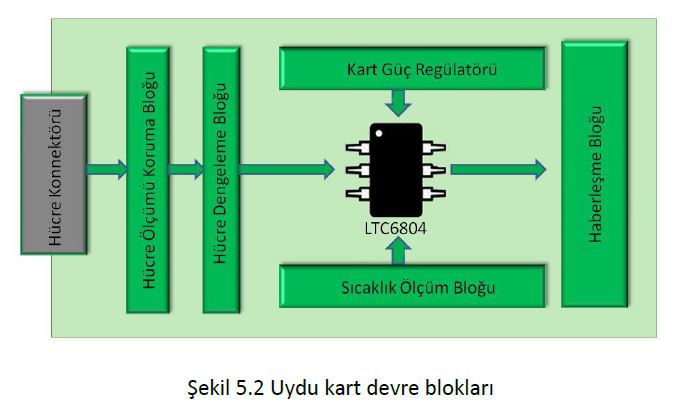 Hücre Konnektörü
Hücre Ölçümü Koruma Bloğu
Hücre Dengeleme Bloğu
Kart Güç Regülatörü
LTC6804
Sıcaklık Ölçüm Bloğu
Haberleşme Bloğu
Şekil 5.2 Uydu kart devre blokları